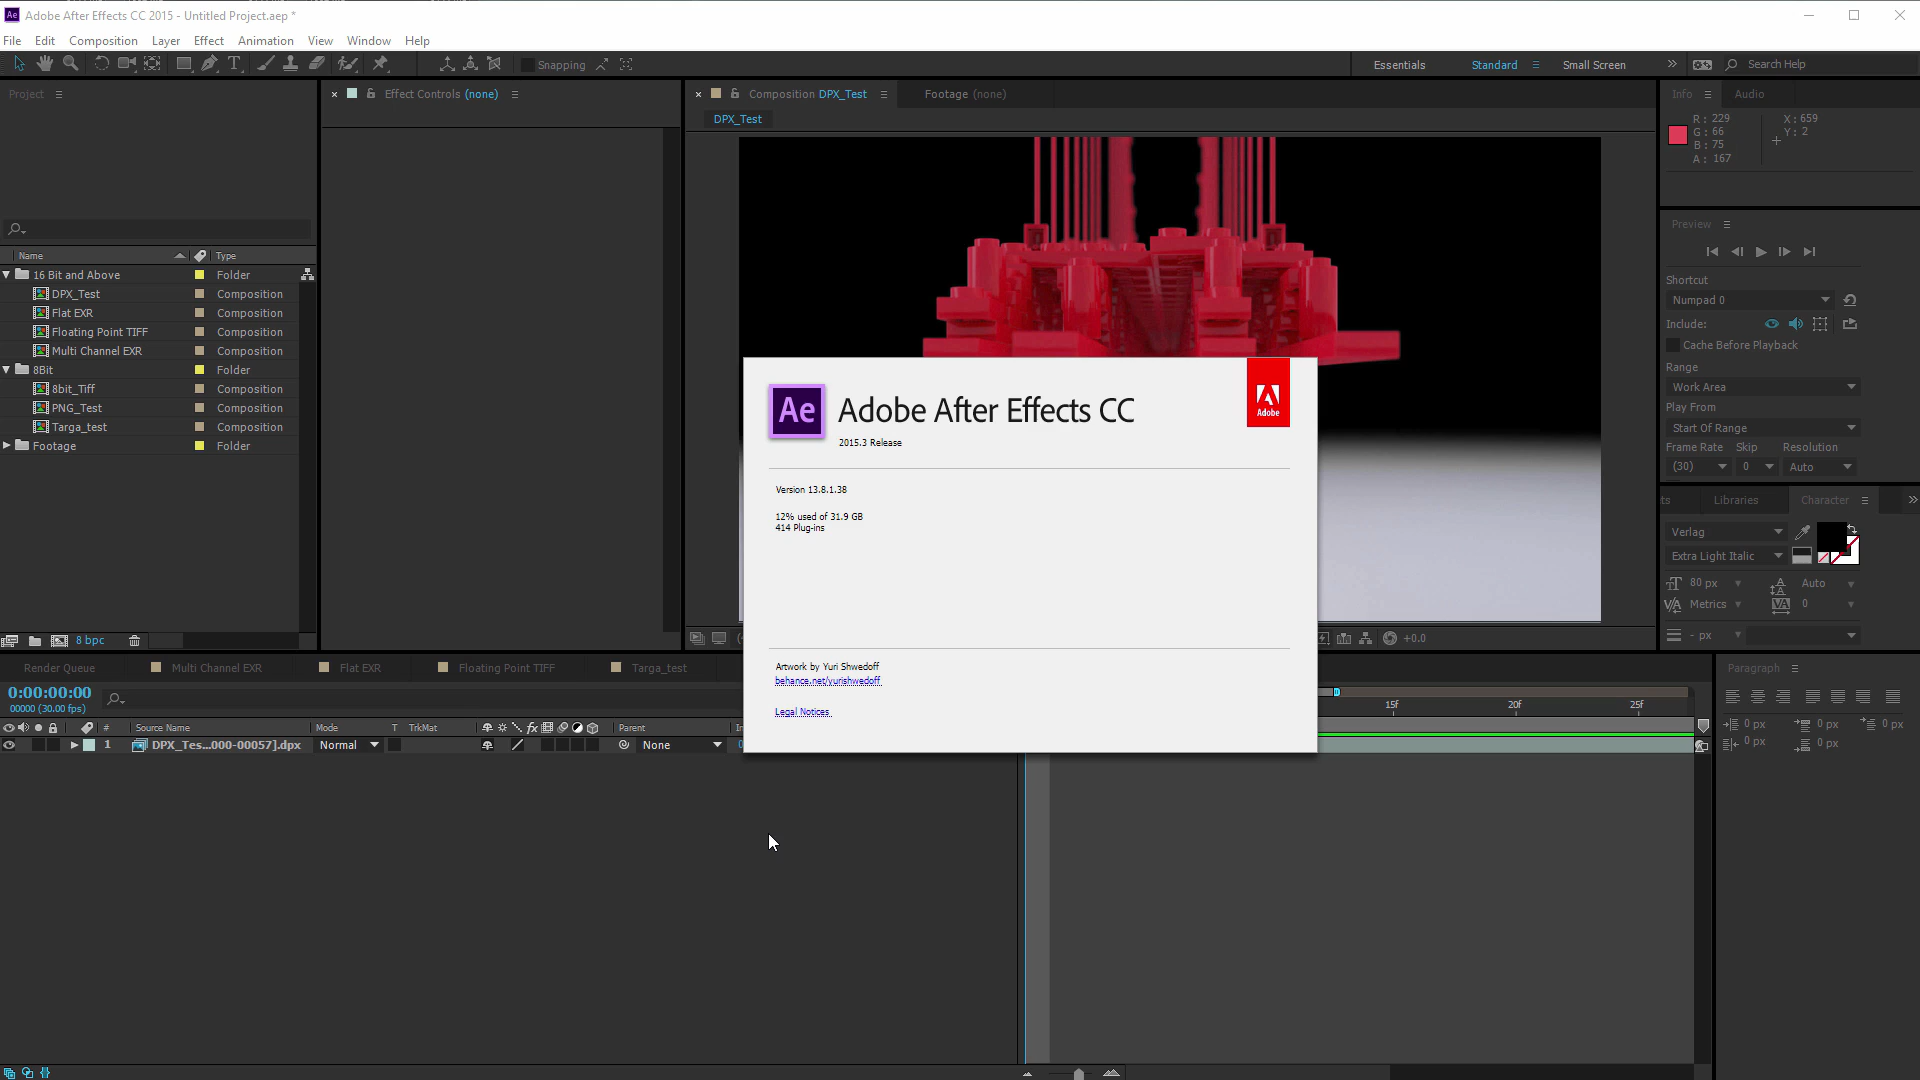 Adobe After Effects CC 2015 - Untitled Project.aep *
File Edit Composition Layer Effect Animation View Window Help
Snapping
Essentials Standard Small Screen Search Help
Project
Effect Controls (none)
Composition DPX_Test
Footage (none)
DPX_Test
Name Type
16 Bit and Above Folder
DPX_Test Composition
Flat EXR Composition
Floating Point TIFF Composition
Multi Channel EXR Composition
8Bit Folder
8bit_Tiff Composition
PNG_Test Composition
Targa_test Composition
Footage Folder
8 bpc
Ae Adobe After Effects CC
Adobe
2015.3 Release
Version 13.8.1.38
12% used of 31.9 GB
414 Plug-ins
Artwork by Yuri Shwedoff
behance.net/yurishwedoff
Legal Notices
Info Audio
R: 229 X: 659
G: 66 Y: 2
B: 75
A: 167
Preview
Shortcut
Numpad 0
Include:
Cache Before Playback
Range
Work Area
Play From
Start Of Range
Frame Rate Skip Resolution
(30) 0 Auto
ts Libraries Character
Verlag
Extra Light Italic
80 px Auto
Metrics 0
- px
+0.0
Render Queue Multi Channel EXR Flat EXR Floating Point TIFF Targa_test
0:00:00:00
00000 (30.00 fps)
# Source Name Mode T TrkMat Parent In
1 DPX_Tes...000-00057].dpx Normal None 0
15f 20f 25f
Paragraph
0 px 0 px 0 px
0 px 0 px